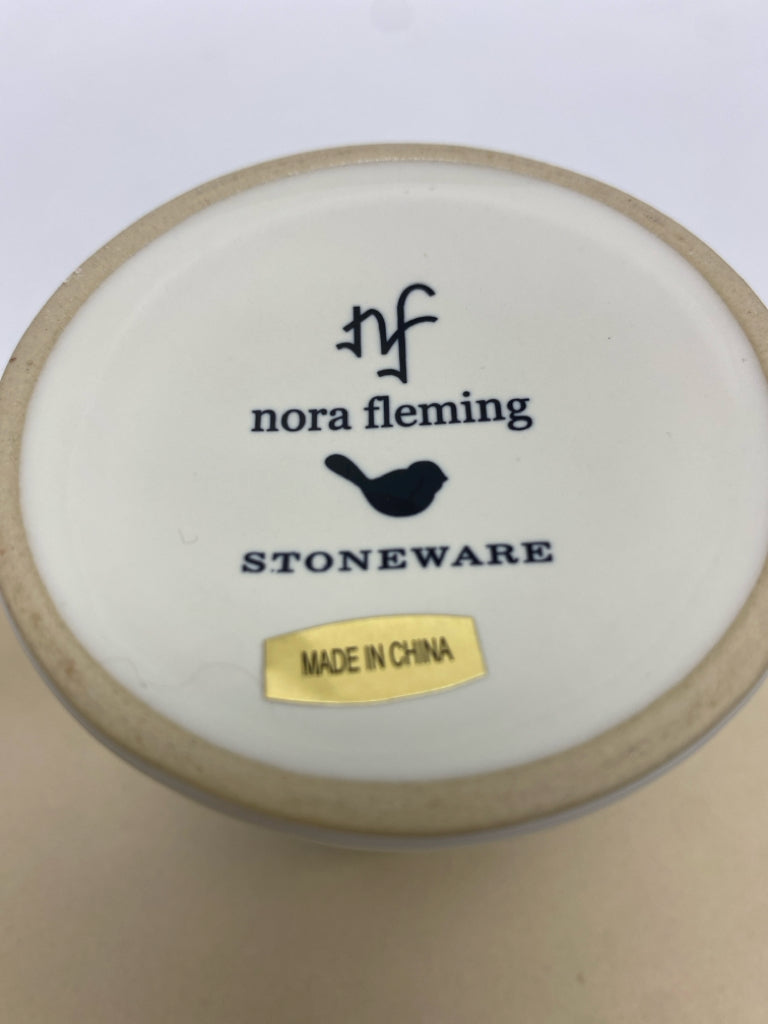 nf
nora fleming
STONEWARE
MADE IN CHINA